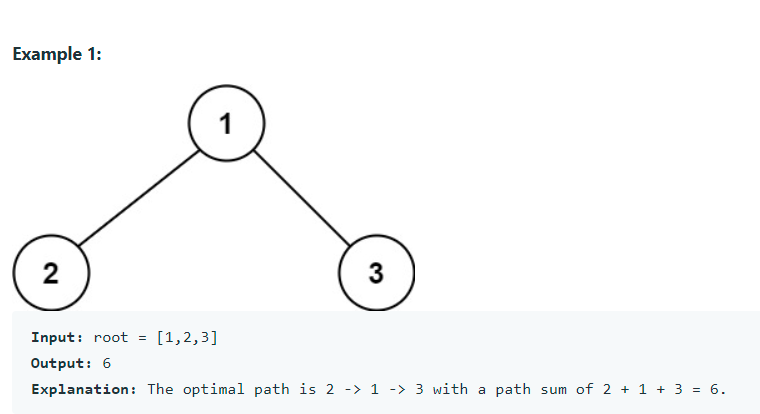 Example 1:
1
2
3
Input: root = [1,2,3]
Output: 6
Explanation: The optimal path is 2 -> 1 -> 3 with a path sum of 2 + 1 + 3 = 6.